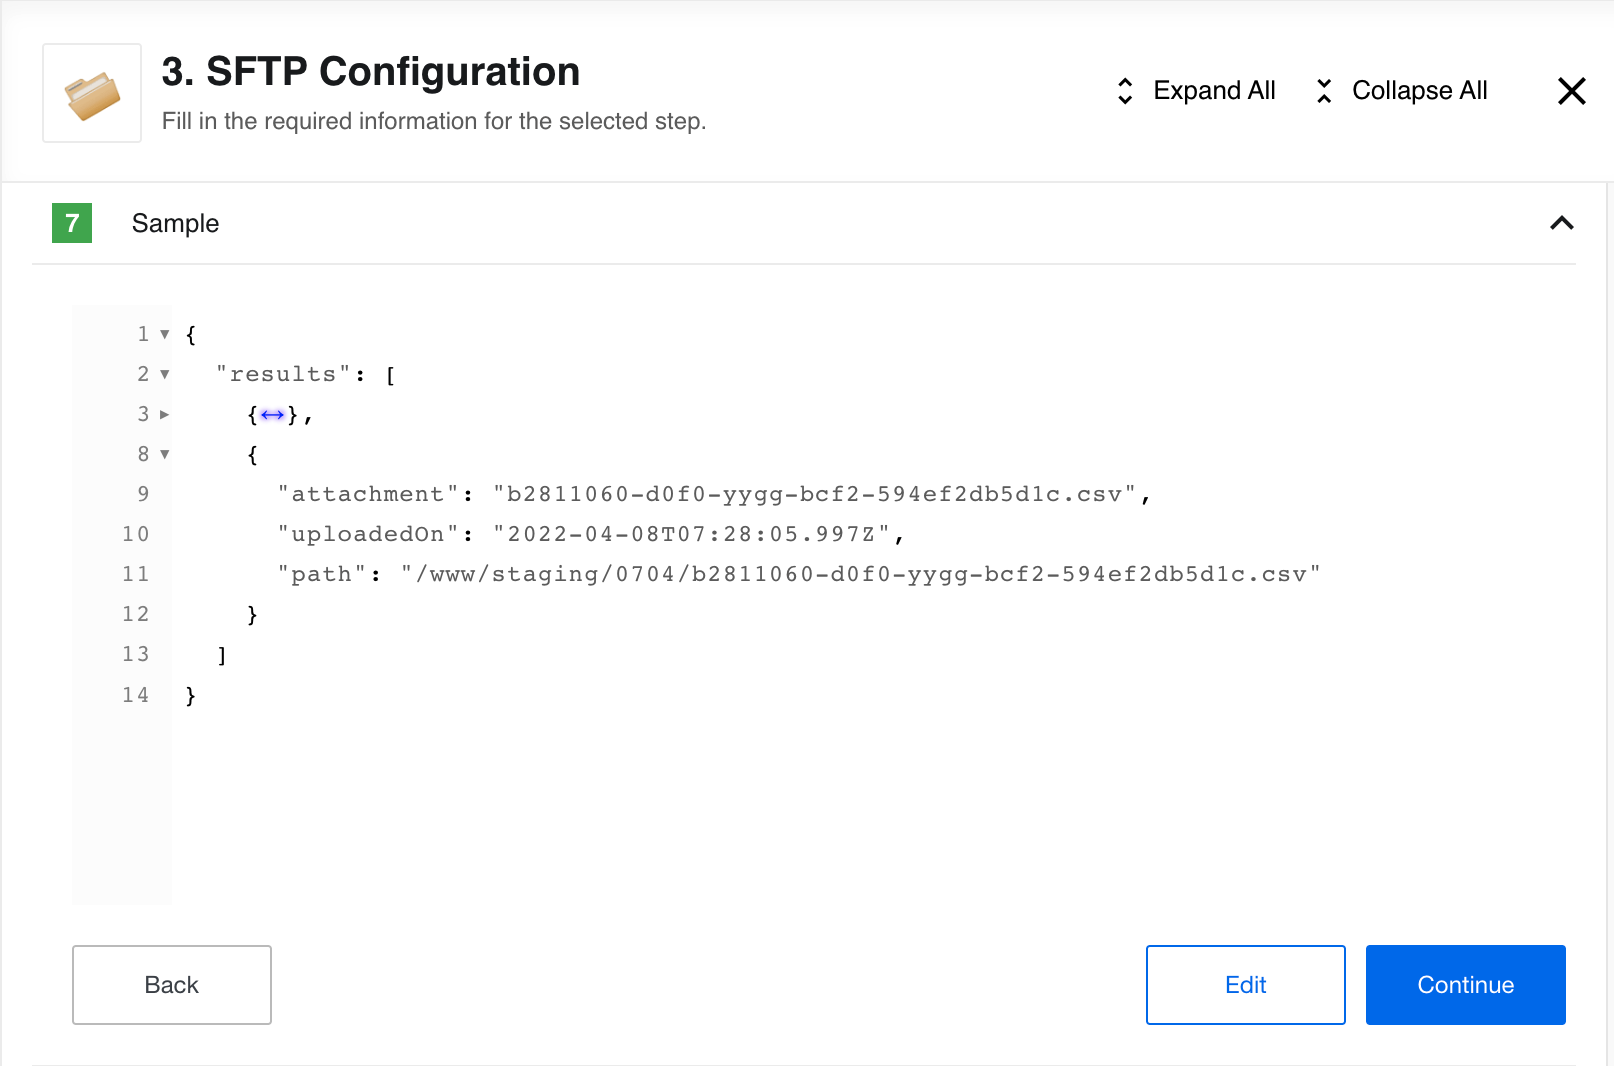 3. SFTP Configuration
Fill in the required information for the selected step.
Expand All
Collapse All
7
Sample
1 {
2 "results": [
3 {↔},
8 {
9 "attachment": "b2811060-d0f0-yygg-bcf2-594ef2db5d1c.csv",
10 "uploadedOn": "2022-04-08T07:28:05.997Z",
11 "path": "/www/staging/0704/b2811060-d0f0-yygg-bcf2-594ef2db5d1c.csv"
12 }
13 ]
14 }
Back
Edit
Continue